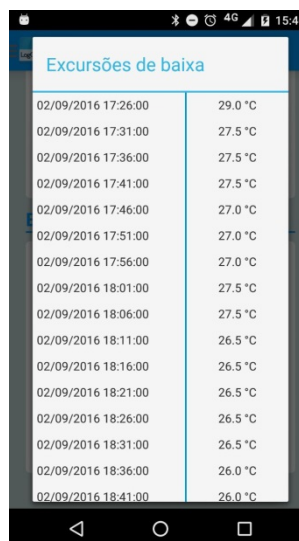 4G 15:4
Excursões de baixa
02/09/2016 17:26:00 29.0 °C
02/09/2016 17:31:00 27.5 °C
02/09/2016 17:36:00 27.5 °C
02/09/2016 17:41:00 27.5 °C
02/09/2016 17:46:00 27.0 °C
02/09/2016 17:51:00 27.0 °C
02/09/2016 17:56:00 27.0 °C
02/09/2016 18:01:00 27.5 °C
02/09/2016 18:06:00 27.5 °C
02/09/2016 18:11:00 26.5 °C
02/09/2016 18:16:00 26.5 °C
02/09/2016 18:21:00 26.5 °C
02/09/2016 18:26:00 26.5 °C
02/09/2016 18:31:00 26.5 °C
02/09/2016 18:36:00 26.0 °C
02/09/2016 18:41:00 26.0 °C